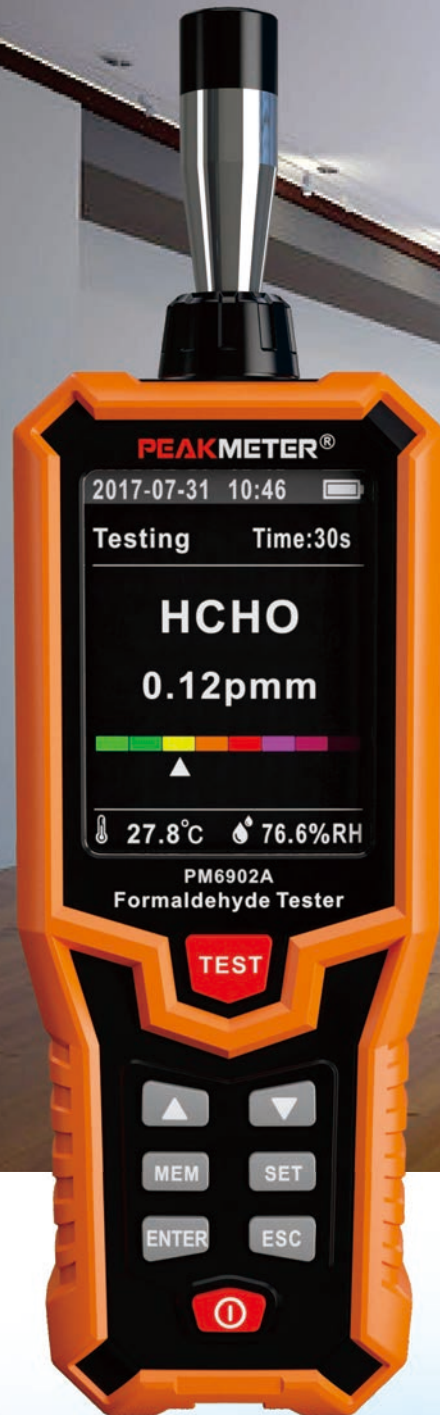 PEAKMETER®
2017-07-31 10:46
Testing Time:30s
HCHO
0.12pmm
27.8°C 76.6%RH
PM6902A
Formaldehyde Tester
TEST
MEM SET
ENTER ESC